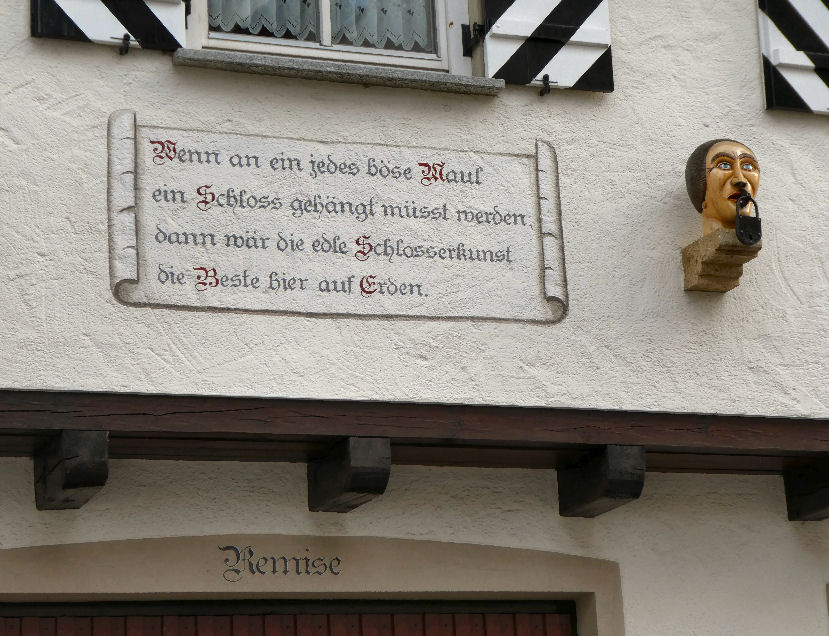 Wenn an ein jedes böse Maul
ein Schloss gehängt müsst werden,
dann wär die edle Schlosserkunst
die Beste hier auf Erden.
Remise